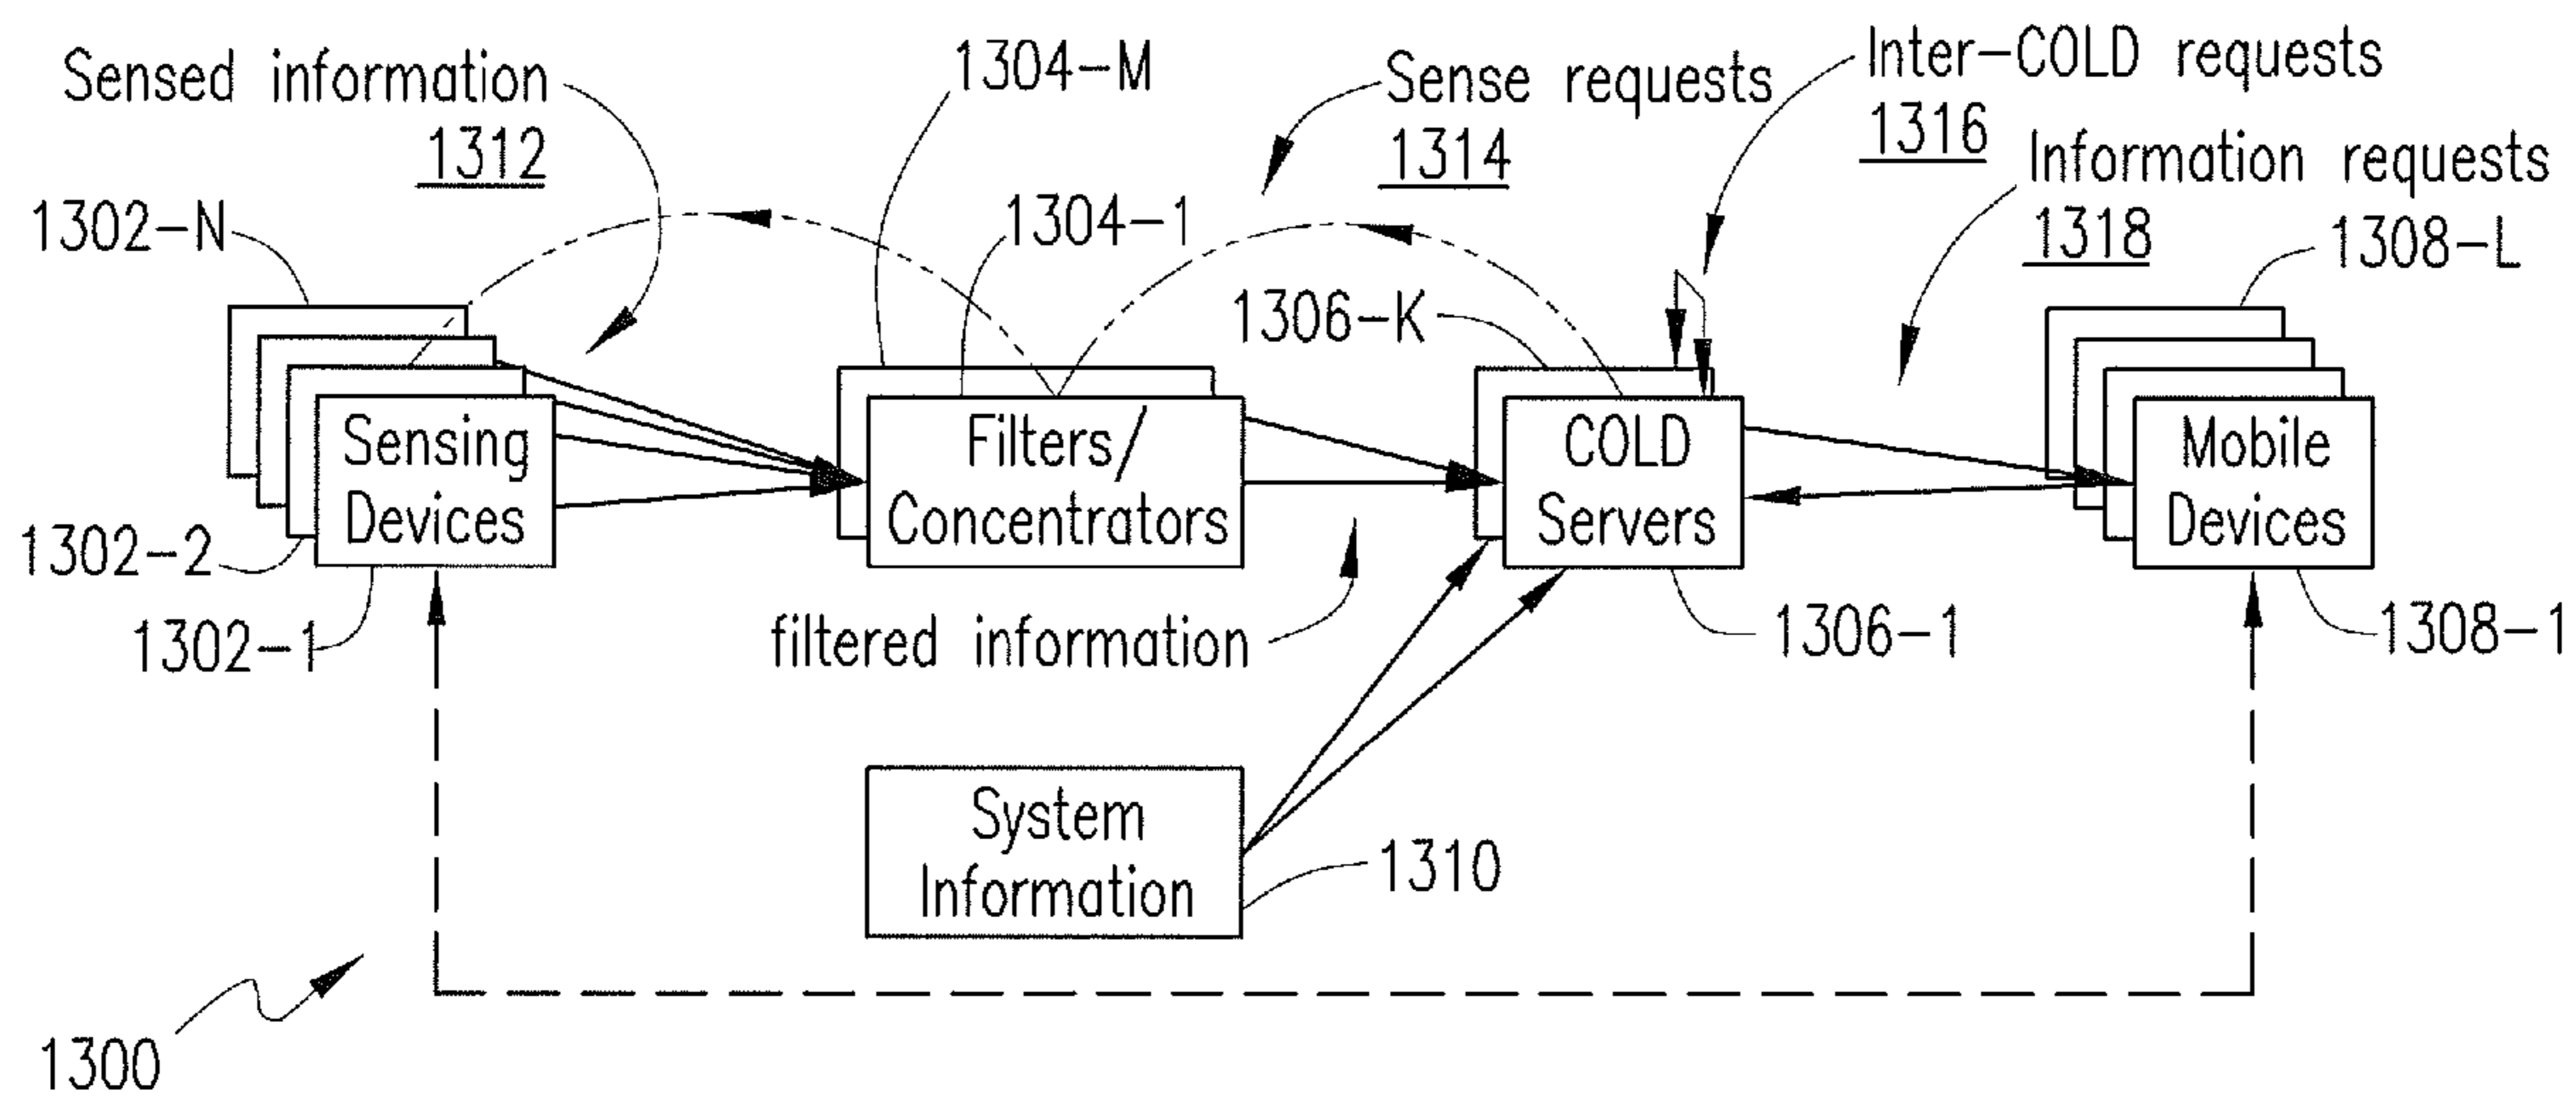 Sensed information
1312
1304-M
Sense requests
1314
Inter-COLD requests
1316
Information requests
1318
1302-N
1304-1
1306-K
1308-L
Sensing
Devices
Filters/
Concentrators
COLD
Servers
Mobile
Devices
1302-2
1302-1
filtered information
1306-1
1308-1
System
Information
1310
1300